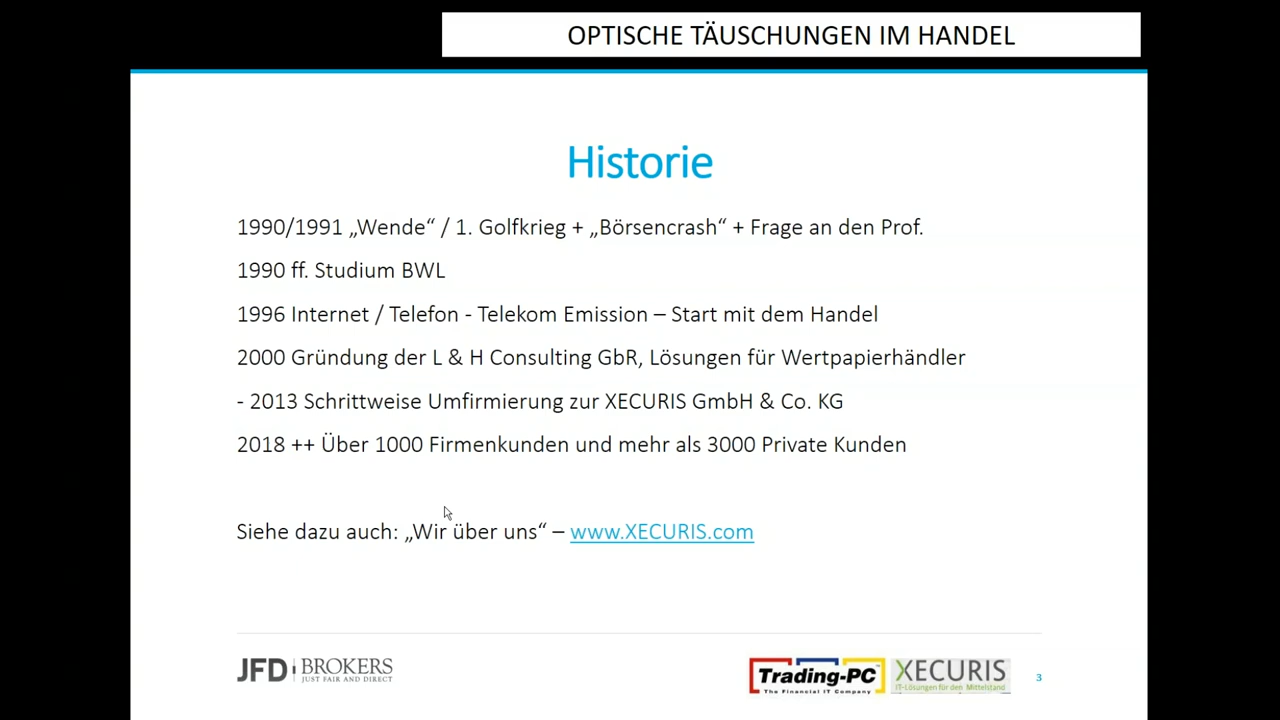 OPTISCHE TÄUSCHUNGEN IM HANDEL
Historie
1990/1991 „Wende“ / 1. Golfkrieg + „Börsencrash“ + Frage an den Prof.
1990 ff. Studium BWL
1996 Internet / Telefon - Telekom Emission – Start mit dem Handel
2000 Gründung der L & H Consulting GbR, Lösungen für Wertpapierhändler
- 2013 Schrittweise Umfirmierung zur XECURIS GmbH & Co. KG
2018 ++ Über 1000 Firmenkunden und mehr als 3000 Private Kunden
Siehe dazu auch: „Wir über uns“ – www.XECURIS.com
JFD BROKERS
JUST FAIR AND DIRECT
Trading-PC™
The Financial IT Company
XECURIS
IT-Lösungen für den Mittelstand
3